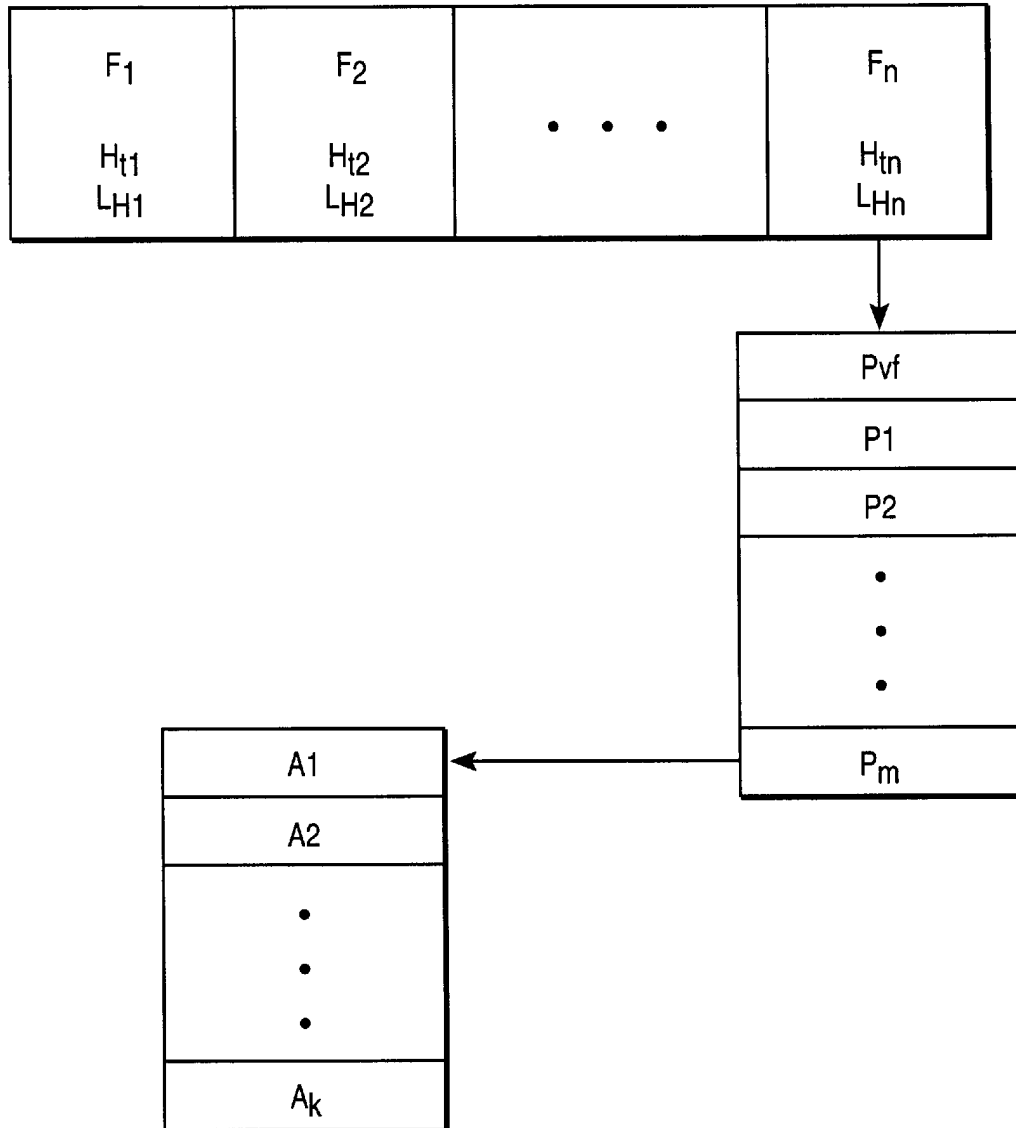 F1 F2 • • • Fn
Ht1 Ht2 Htn
LH1 LH2 LHn
Pvf
P1
P2
•
•
•
Pm
A1
A2
•
•
•
Ak